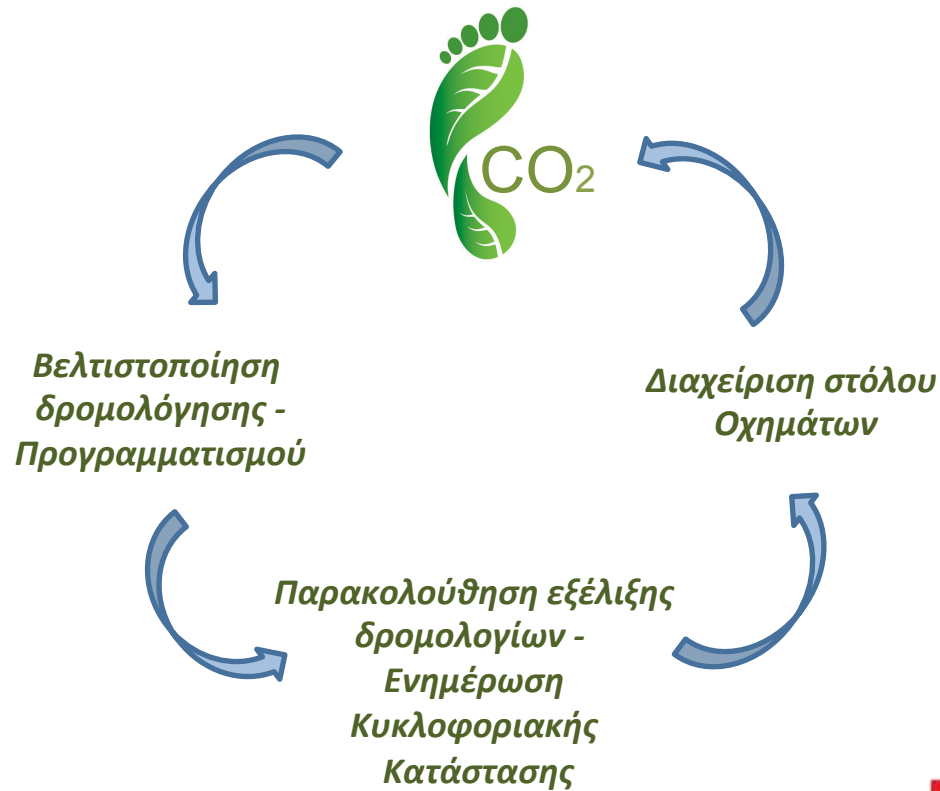 CO₂
Βελτιστοποίηση
δρομολόγησης -
Προγραμματισμού
Διαχείριση στόλου
Οχημάτων
Παρακολούθηση εξέλιξης
δρομολογίων -
Ενημέρωση
Κυκλοφοριακής
Κατάστασης